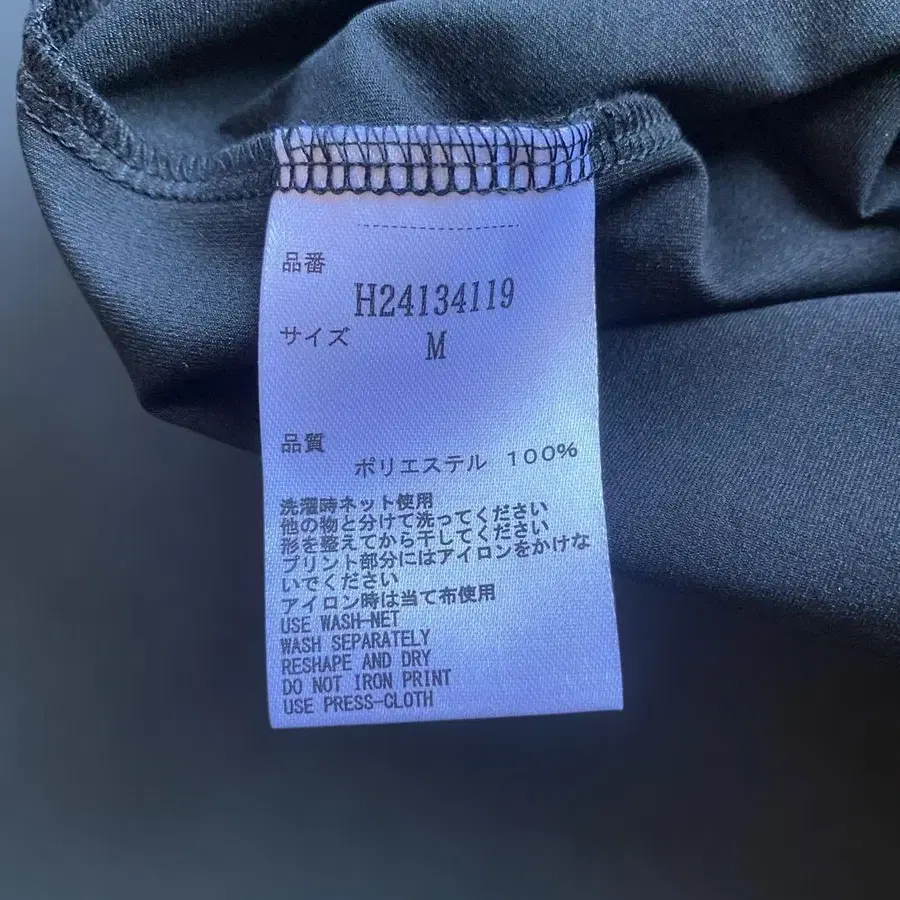 品番
H24134119
サイズ
M
品質
ポリエステル 100%
洗濯時ネット使用
他の物と分けて洗ってください
形を整えてから干してください
プリント部分にはアイロンをかけな
いでください
アイロン時は当て布使用
USE WASH-NET
WASH SEPARATELY
RESHAPE AND DRY
DO NOT IRON PRINT
USE PRESS-CLOTH